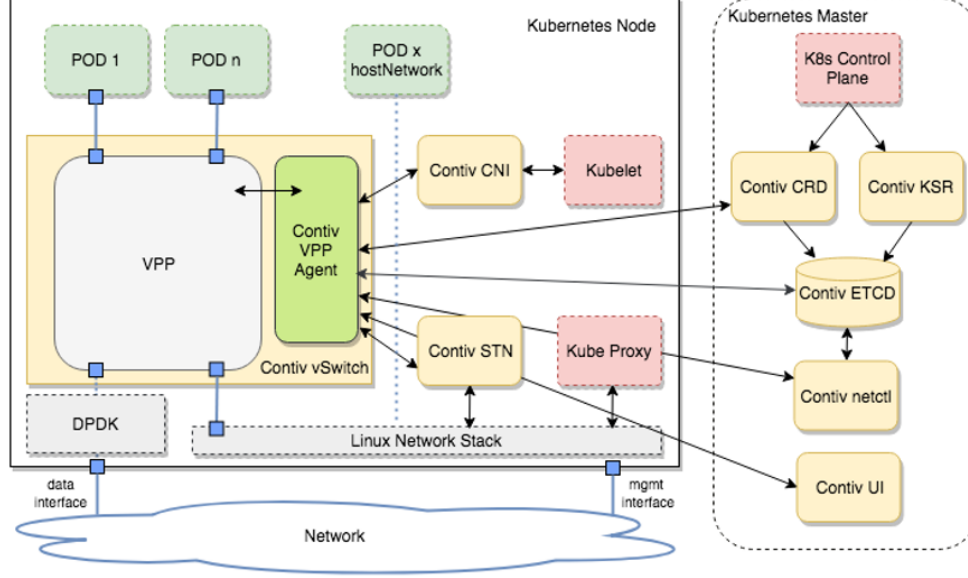 Kubernetes Node
Kubernetes Master
POD 1
POD n
POD x
hostNetwork
K8s Control
Plane
Contiv CNI
Kubelet
Contiv CRD
Contiv KSR
VPP
Contiv
VPP
Agent
Contiv ETCD
Contiv STN
Kube Proxy
Contiv vSwitch
Contiv netctl
DPDK
Linux Network Stack
Contiv UI
data
interface
mgmt
interface
Network